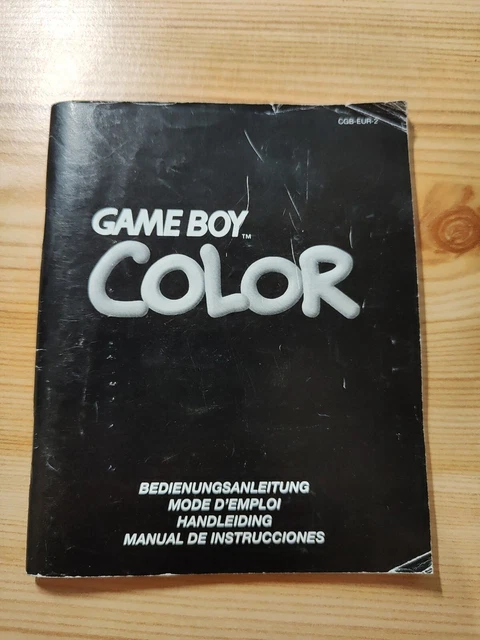 CGB-EUR-2
GAME BOY™
COLOR
BEDIENUNGSANLEITUNG
MODE D'EMPLOI
HANDLEIDING
MANUAL DE INSTRUCCIONES